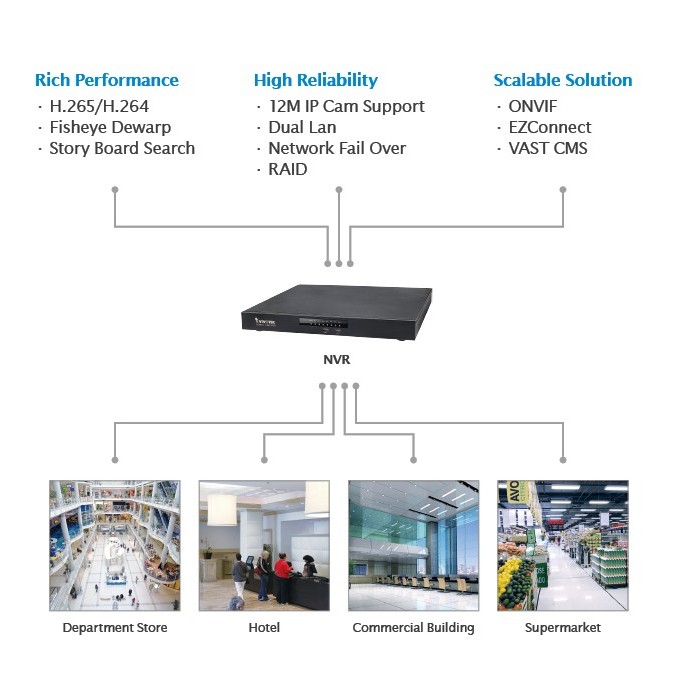 Rich Performance
· H.265/H.264
· Fisheye Dewarp
· Story Board Search
High Reliability
· 12M IP Cam Support
· Dual Lan
· Network Fail Over
· RAID
Scalable Solution
· ONVIF
· EZConnect
· VAST CMS
VIVOTEK
NVR
AVO
Department Store
Hotel
Commercial Building
Supermarket